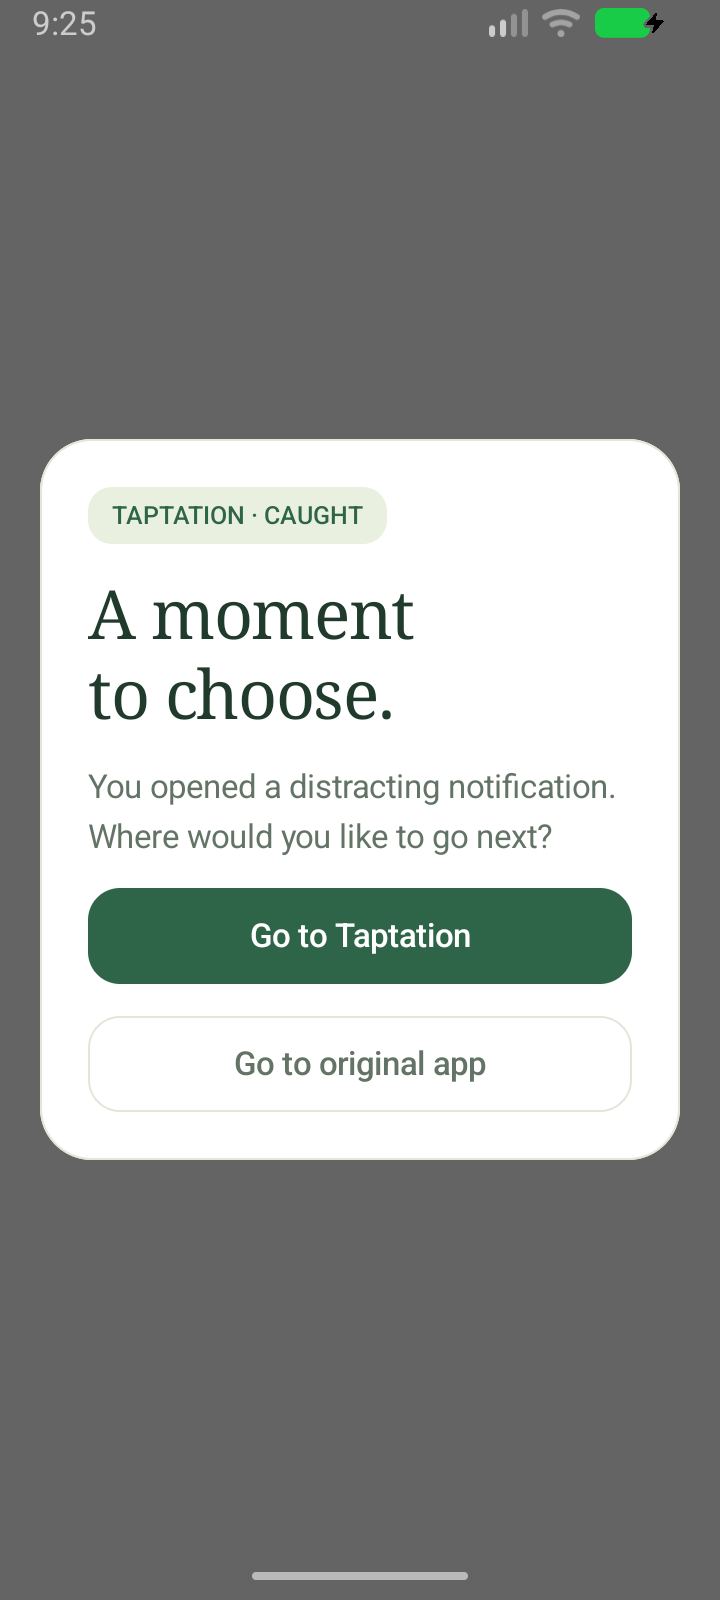 9:25
TAPTATION · CAUGHT
A moment
to choose.
You opened a distracting notification.
Where would you like to go next?
Go to Taptation
Go to original app